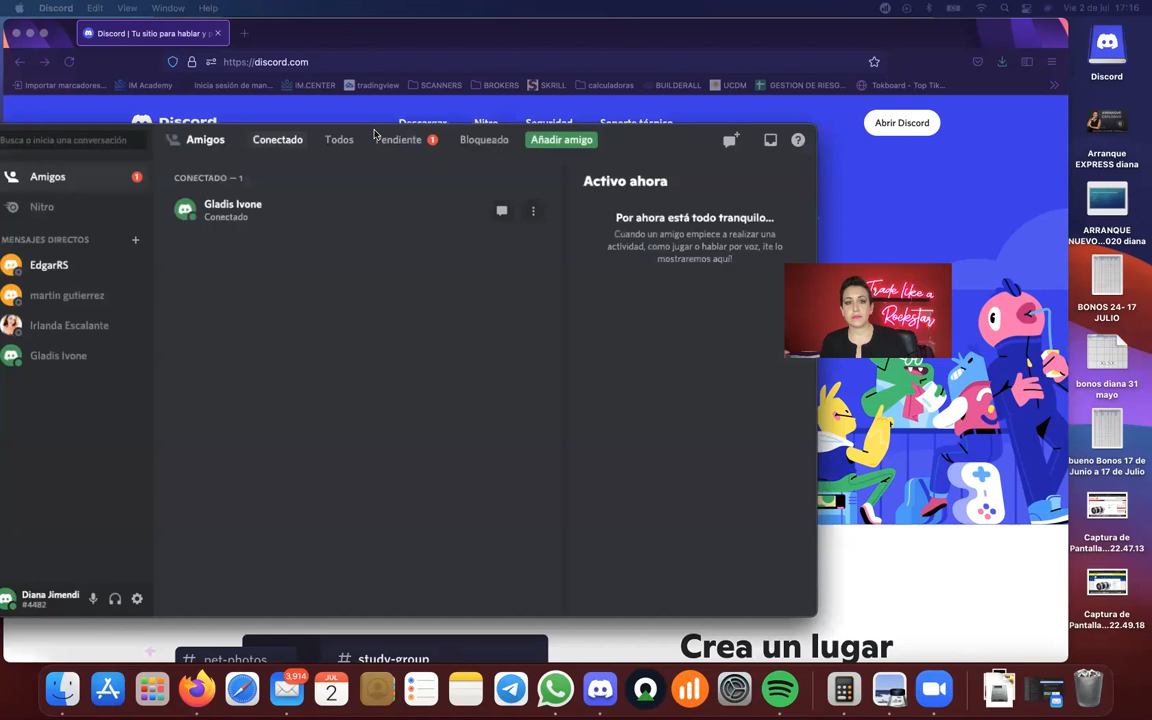 Discord Edit View Window Help
Vie 2 de jul 17:16
Discord | Tu sitio para hablar y p
https://discord.com
Importar marcadores... IM Academy Inicia sesión de man... IM.CENTER tradingview SCANNERS BROKERS SKRILL calculadoras BUILDERALL UCDM GESTION DE RIESG... Tokboard - Top Tik...
Discord Descargar Nitro Seguridad Soporte técnico
Abrir Discord
Busca o inicia una conversación
Amigos Conectado Todos Pendiente 1 Bloqueado Añadir amigo
Amigos 1
Nitro
MENSAJES DIRECTOS +
EdgarRS
martin gutierrez
Irlanda Escalante
Gladis Ivone
Diana Jimendi
#4482
CONECTADO — 1
Gladis Ivone
Conectado
Activo ahora
Por ahora está todo tranquilo...
Cuando un amigo empiece a realizar una
actividad, como jugar o hablar por voz, ¡te lo
mostraremos aquí!
Trade like a
Rockstar
Crea un lugar
# pet-photos
# study-group
Discord
Arranque
EXPRESS diana
ARRANQUE
NUEVO...020 diana
BONOS 24- 17
JULIO
XLSX
bonos diana 31
mayo
bueno Bonos 17 de
Junio a 17 de Julio
Captura de
Pantalla...22.47.13
Captura de
Pantalla...22.49.18
3,914
JUL
2